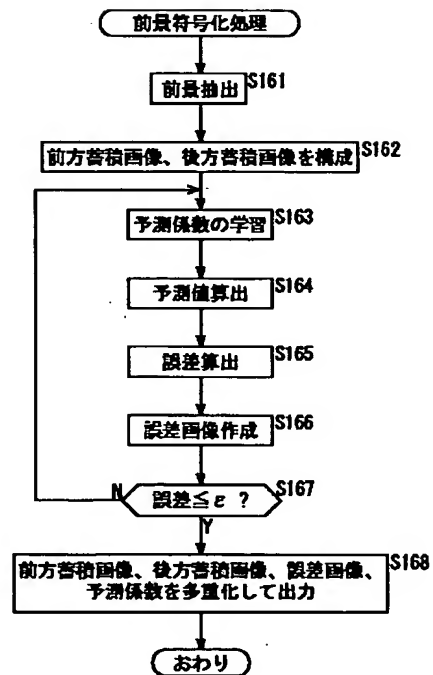 前景符号化処理
前景抽出
S161
前方蓄積画像、後方蓄積画像を構成
S162
予測係数の学習
S163
予測値算出
S164
誤差算出
S165
誤差画像作成
S166
誤差≦ε ?
S167
N
Y
前方蓄積画像、後方蓄積画像、誤差画像、
予測係数を多重化して出力
S168
おわり